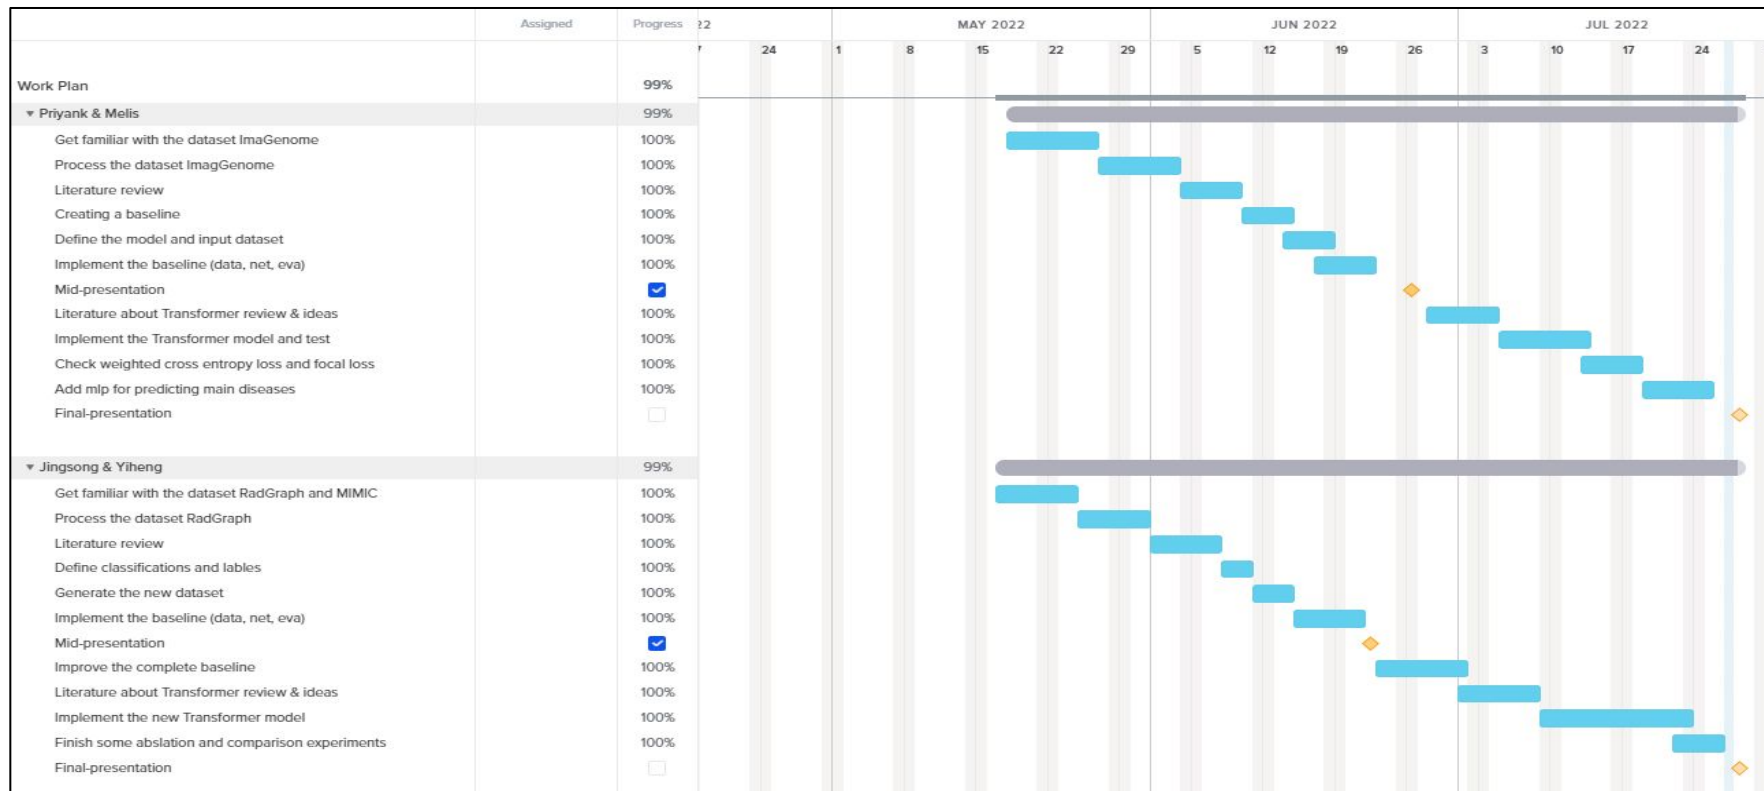 Assigned Progress 22 MAY 2022 JUN 2022 JUL 2022
24 1 8 15 22 29 5 12 19 26 3 10 17 24
Work Plan 99%
Priyank & Melis 99%
Get familiar with the dataset ImaGenome 100%
Process the dataset ImagGenome 100%
Literature review 100%
Creating a baseline 100%
Define the model and input dataset 100%
Implement the baseline (data, net, eva) 100%
Mid-presentation
Literature about Transformer review & ideas 100%
Implement the Transformer model and test 100%
Check weighted cross entropy loss and focal loss 100%
Add mlp for predicting main diseases 100%
Final-presentation
Jingsong & Yiheng 99%
Get familiar with the dataset RadGraph and MIMIC 100%
Process the dataset RadGraph 100%
Literature review 100%
Define classifications and lables 100%
Generate the new dataset 100%
Implement the baseline (data, net, eva) 100%
Mid-presentation
Improve the complete baseline 100%
Literature about Transformer review & ideas 100%
Implement the new Transformer model 100%
Finish some abslation and comparison experiments 100%
Final-presentation